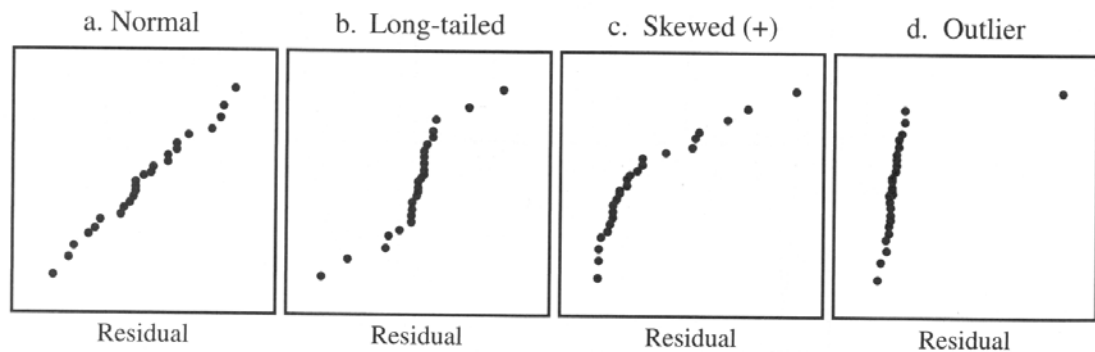 a. Normal
b. Long-tailed
c. Skewed (+)
d. Outlier
Residual
Residual
Residual
Residual